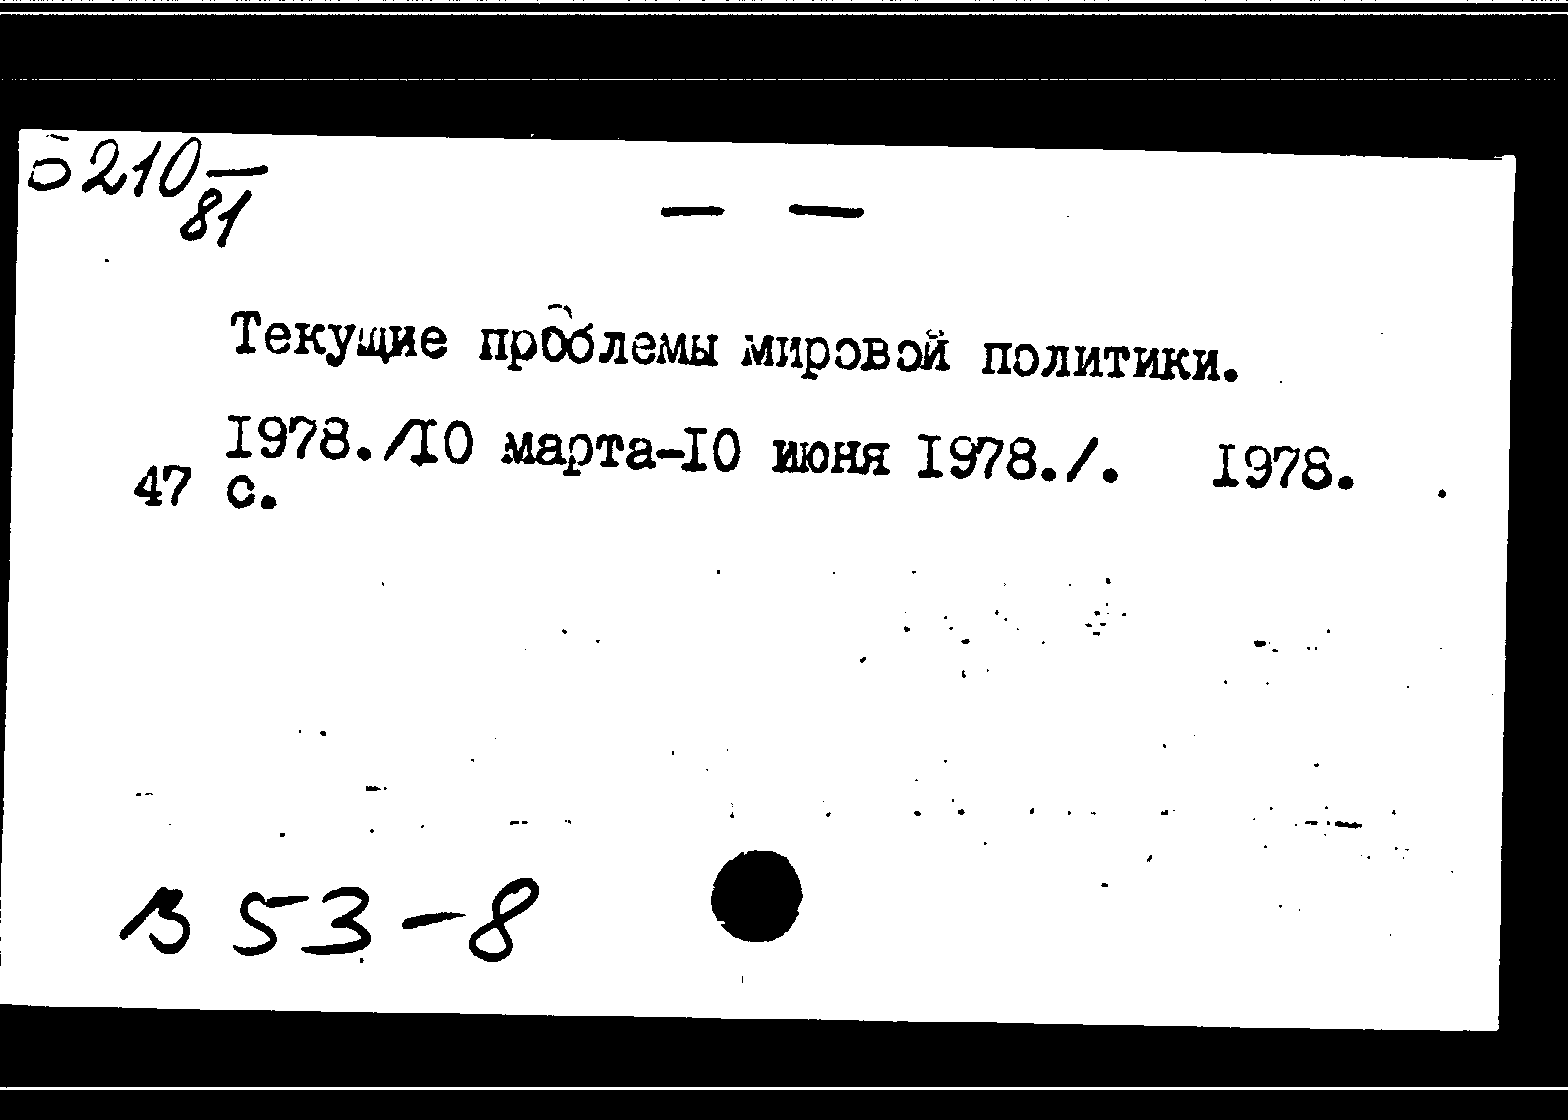 Б210—
81
— —
Текущие проблемы мировой политики.
1978./10 марта-10 июня 1978./. 1978.
47 с.
В 53-8